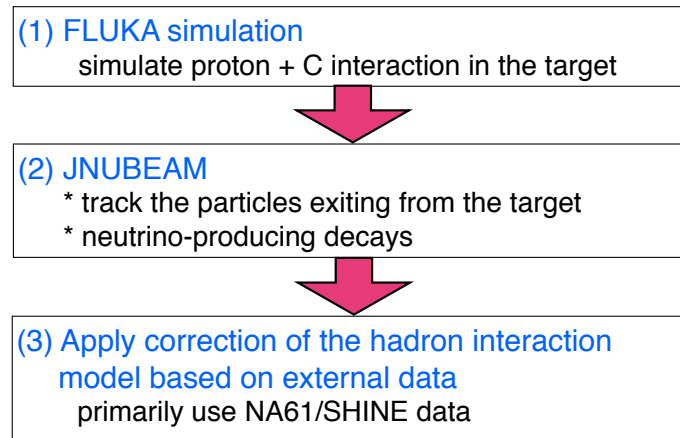 (1) FLUKA simulation
simulate proton + C interaction in the target
(2) JNUBEAM
* track the particles exiting from the target
* neutrino-producing decays
(3) Apply correction of the hadron interaction
model based on external data
primarily use NA61/SHINE data